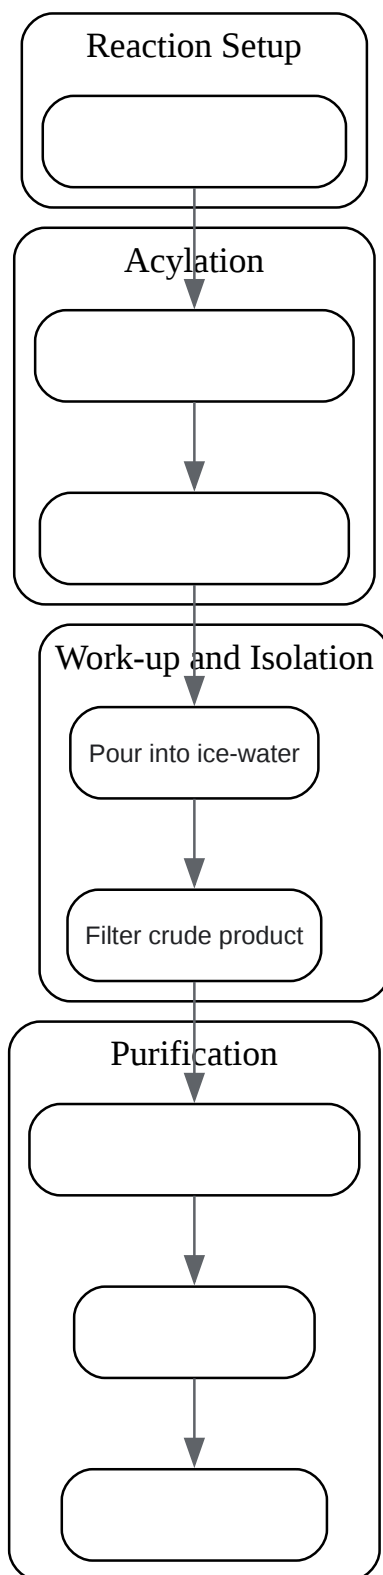 Reaction Setup
Acylation
Work-up and Isolation
Pour into ice-water
Filter crude product
Purification